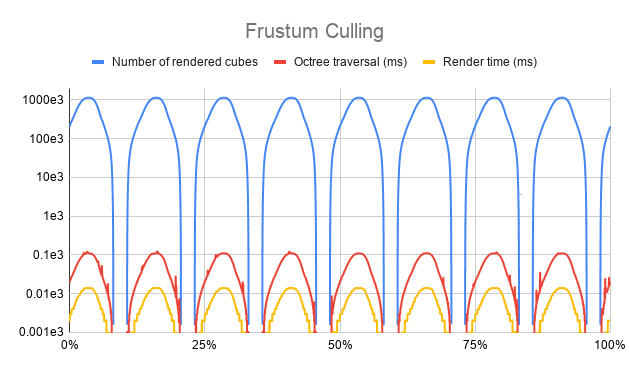 Frustum Culling
Number of rendered cubes Octree traversal (ms) Render time (ms)
1000e3
100e3
10e3
1e3
0.1e3
0.01e3
0.001e3
0% 25% 50% 75% 100%